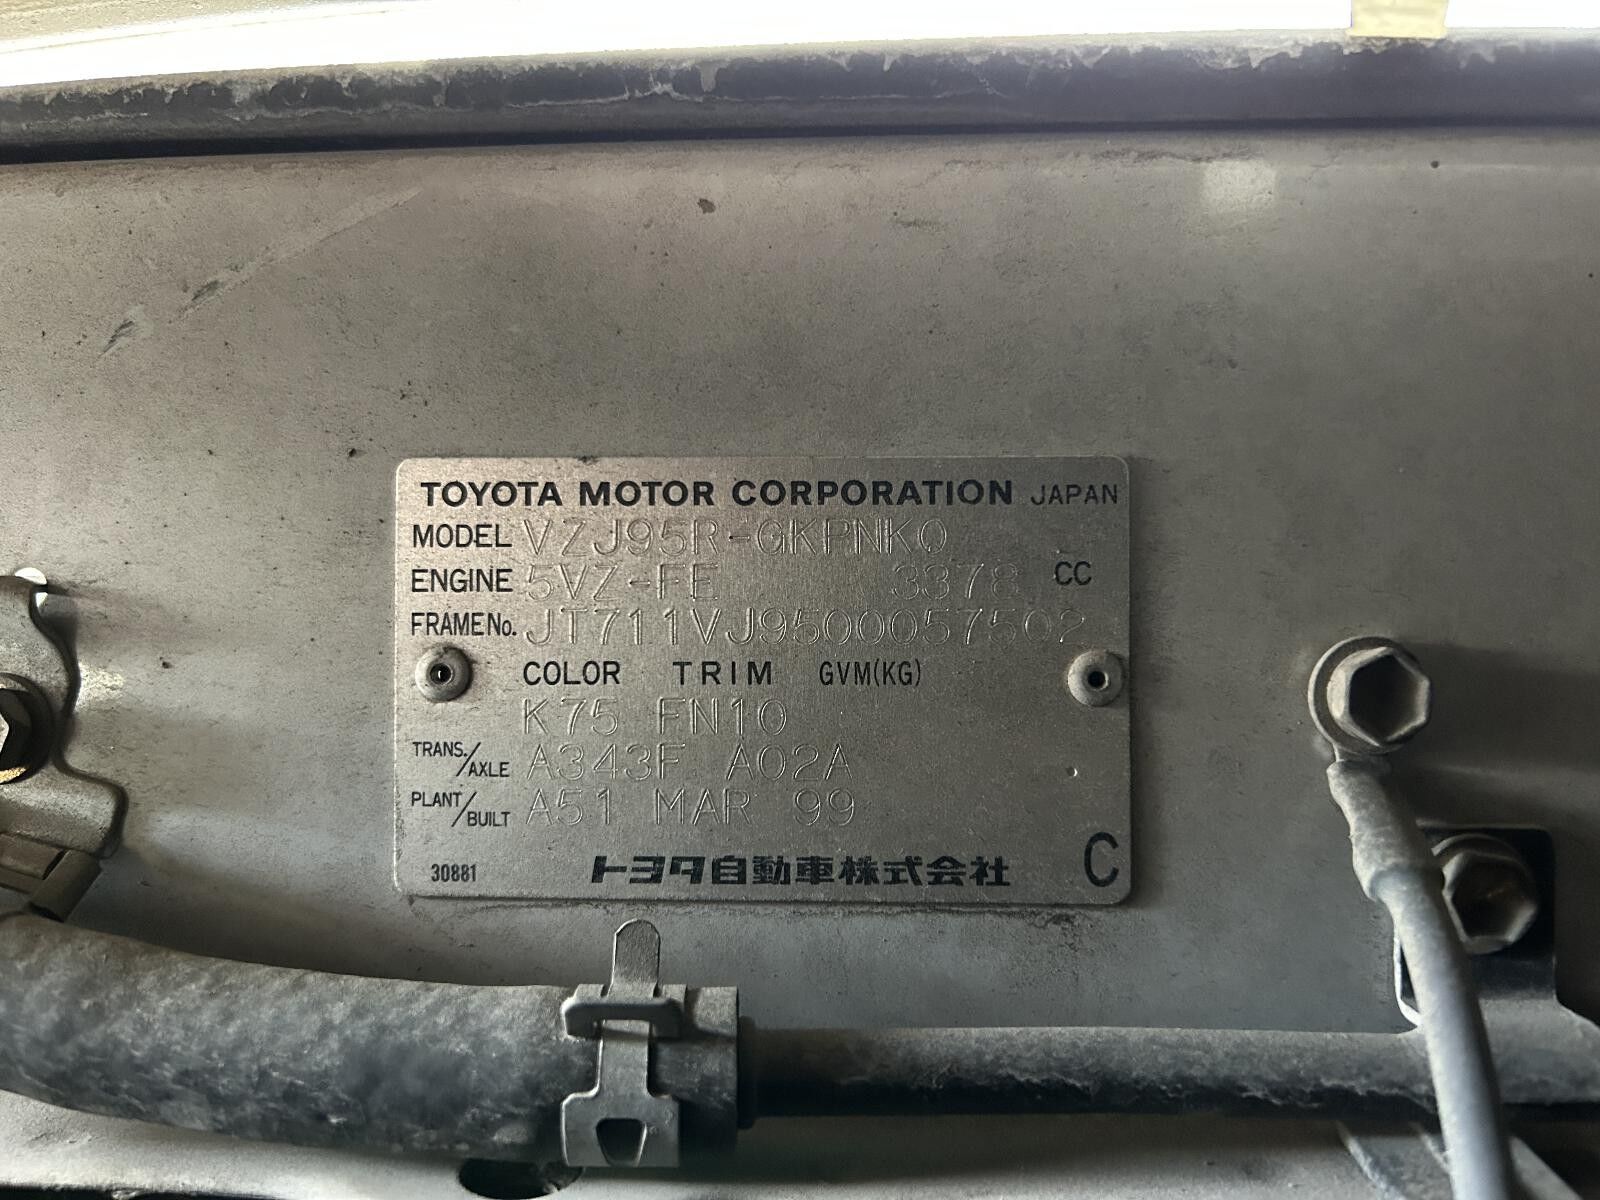 TOYOTA MOTOR CORPORATION JAPAN
MODEL VZJ95R-GKPNKQ
ENGINE 5VZ-FE 3378 CC
FRAME No. JT711VJ9500057502
COLOR TRIM GVM(KG)
K75 FN10
TRANS./AXLE A343F A02A
PLANT/BUILT A51 MAR 99
30881 トヨタ自動車株式会社 C